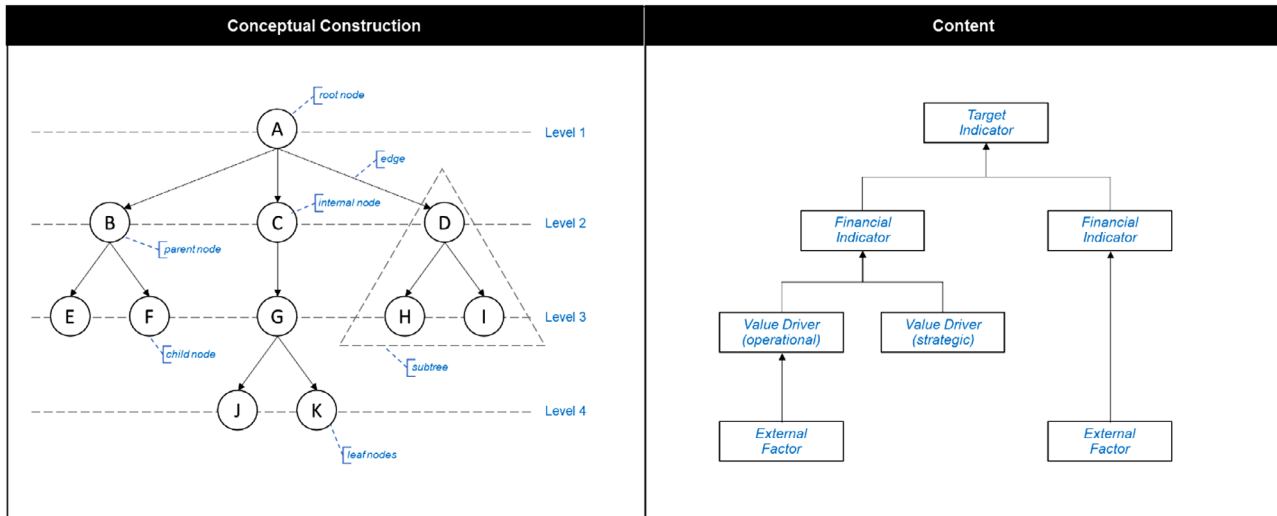 Conceptual Construction
Content
root node
A
Level 1
edge
internal node
B
C
D
Level 2
parent node
E
F
G
H
I
Level 3
child node
subtree
J
K
Level 4
leaf nodes
Target
Indicator
Financial
Indicator
Financial
Indicator
Value Driver
(operational)
Value Driver
(strategic)
External
Factor
External
Factor